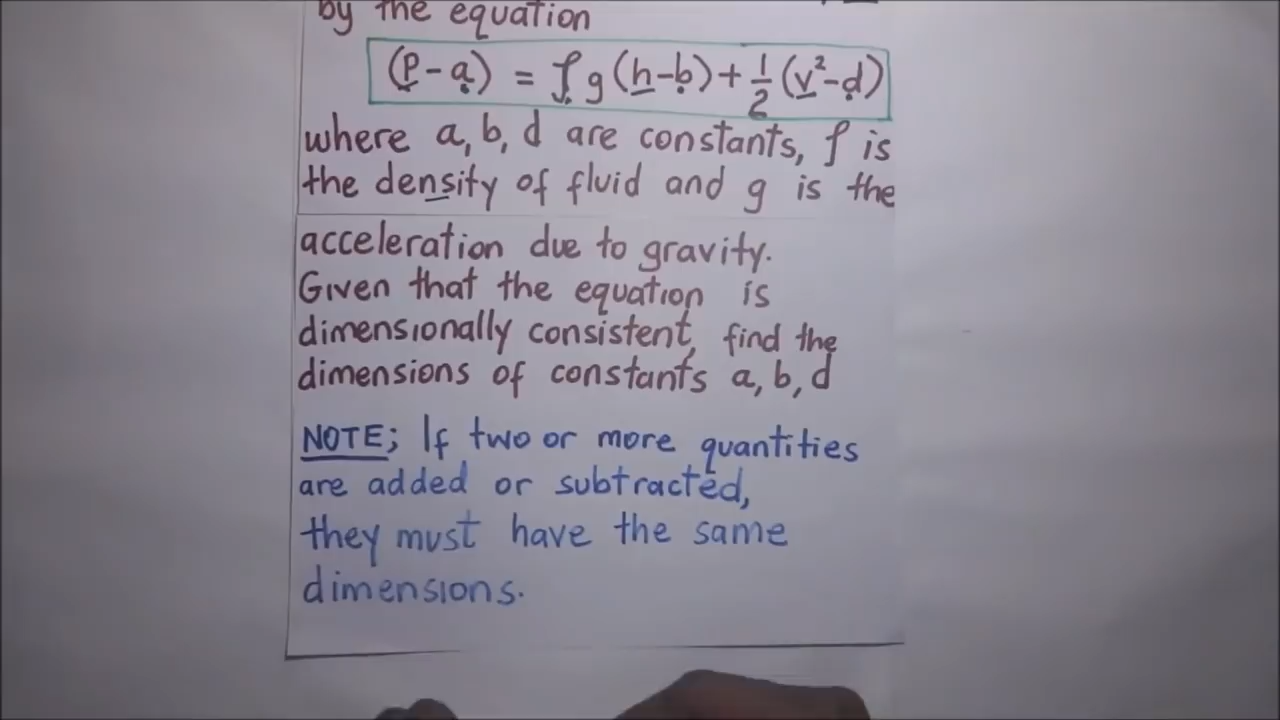 by the equation
(P-a) = ρg(h-b)+½(v²-d)
where a, b, d are constants, ρ is
the density of fluid and g is the
acceleration due to gravity.
Given that the equation is
dimensionally consistent, find the
dimensions of constants a, b, d
NOTE; If two or more quantities
are added or subtracted,
they must have the same
dimensions.